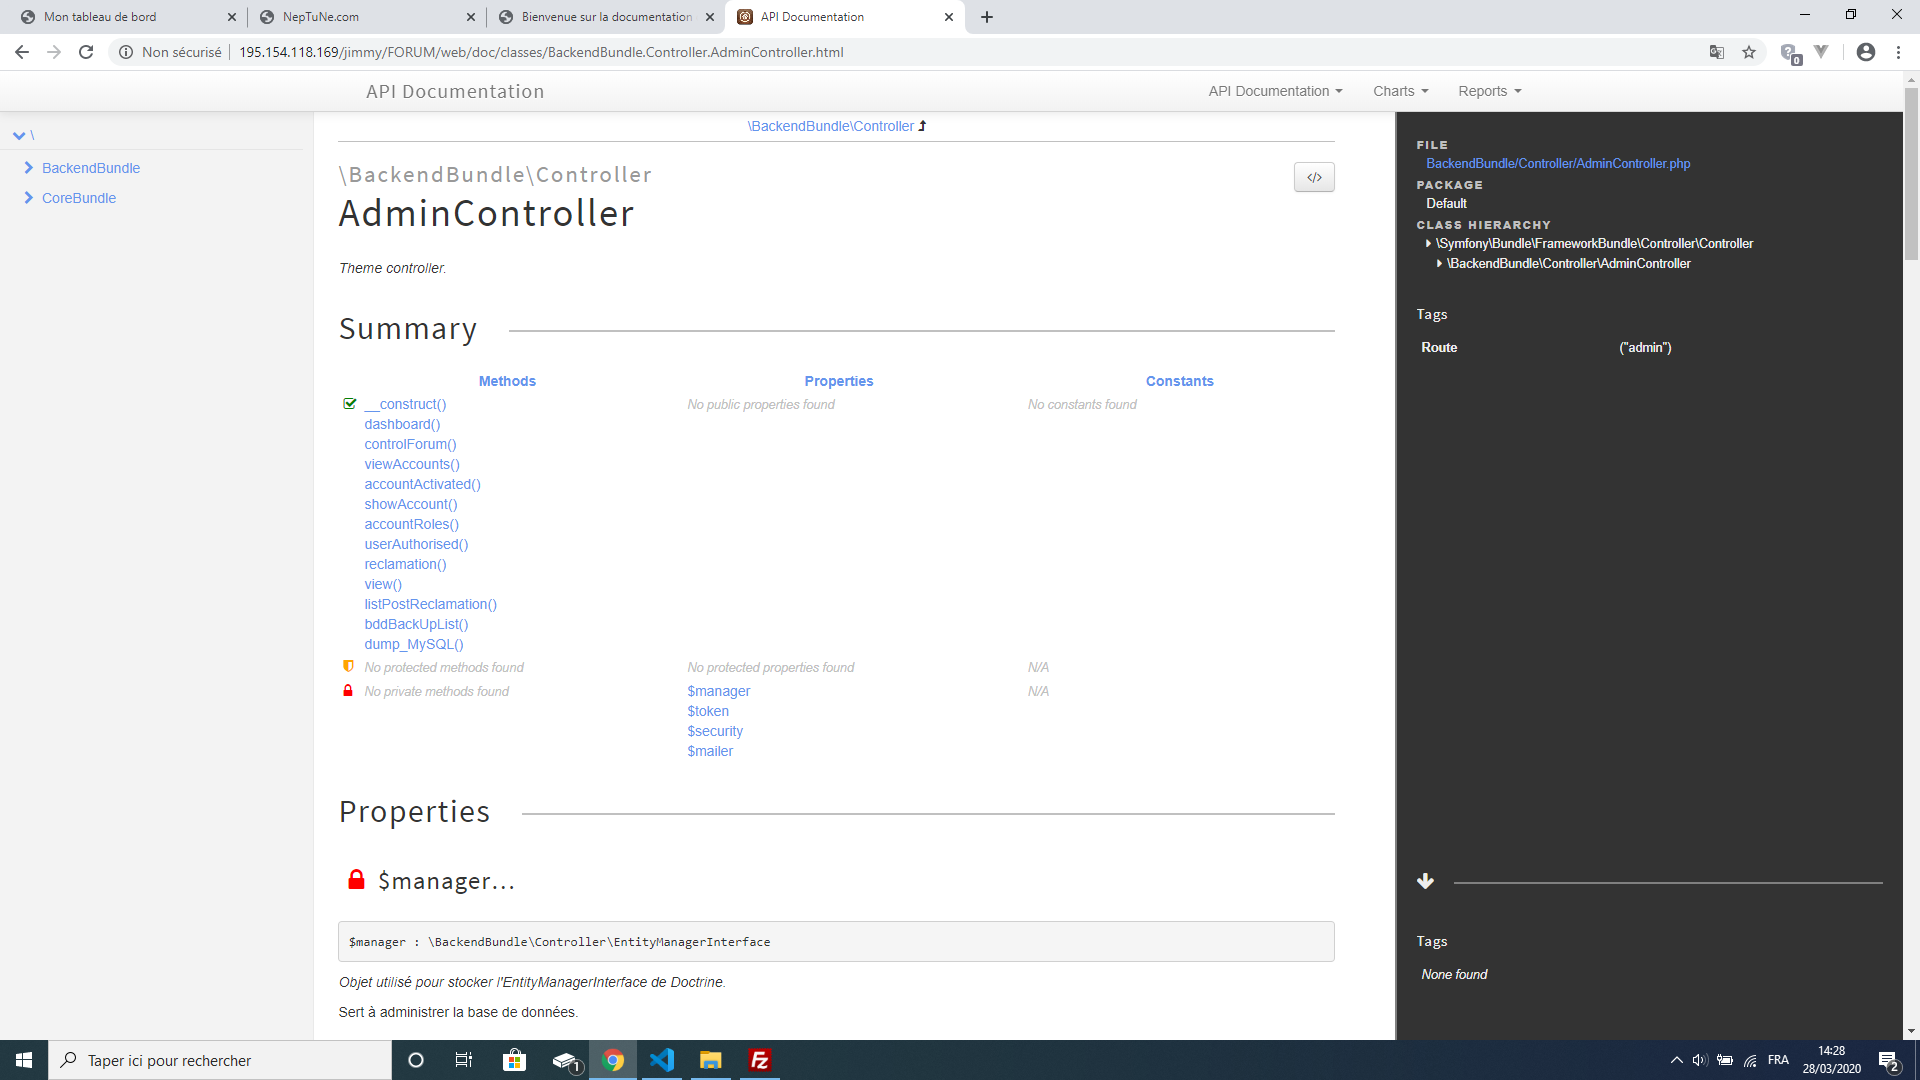 Mon tableau de bord
NepTuNe.com
Bienvenue sur la documentation
API Documentation
Non sécurisé
195.154.118.169/jimmy/FORUM/web/doc/classes/BackendBundle.Controller.AdminController.html
0
API Documentation
API Documentation
Charts
Reports
\
BackendBundle
CoreBundle
\BackendBundle\Controller
\BackendBundle\Controller
AdminController
</>
Theme controller.
Summary
Methods
Properties
Constants
__construct()
No public properties found
No constants found
dashboard()
controlForum()
viewAccounts()
accountActivated()
showAccount()
accountRoles()
userAuthorised()
reclamation()
view()
listPostReclamation()
bddBackUpList()
dump_MySQL()
No protected methods found
No protected properties found
N/A
No private methods found
$manager
N/A
$token
$security
$mailer
Properties
$manager...
$manager : \BackendBundle\Controller\EntityManagerInterface
Objet utilisé pour stocker l'EntityManagerInterface de Doctrine.
Sert à administrer la base de données.
FILE
BackendBundle/Controller/AdminController.php
PACKAGE
Default
CLASS HIERARCHY
\Symfony\Bundle\FrameworkBundle\Controller\Controller
\BackendBundle\Controller\AdminController
Tags
Route
("admin")
Tags
None found
Taper ici pour rechercher
1
FZ
FRA
14:28
28/03/2020
2